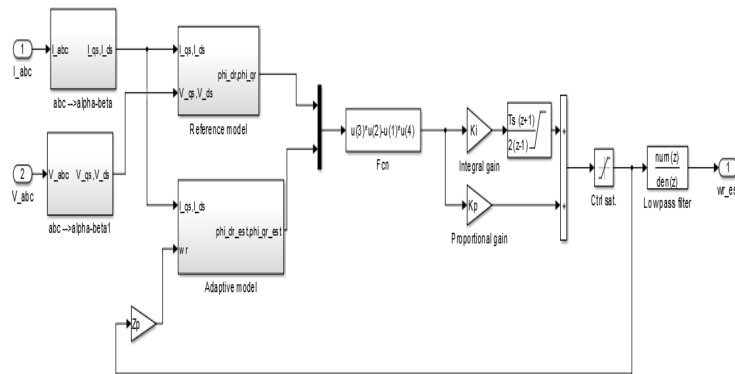 1
I_abc
I_abc
I_qs,I_ds
abc -->alpha-beta
2
V_abc
V_abc
V_qs,V_ds
abc -->alpha-beta1
I_qs,I_ds
V_qs,V_ds
phi_dr,phi_qr
Reference model
I_qs,I_ds
phi_dr_est,phi_qr_est
wr
Adaptive model
Zp
u(3)*u(2)-u(1)*u(4)
Fcn
Ki
Integral gain
Kp
Proportional gain
Ts (z+1)
2(z-1)
+
+
Ctrl sat.
num(z)
den(z)
Lowpass filter
1
wr_es